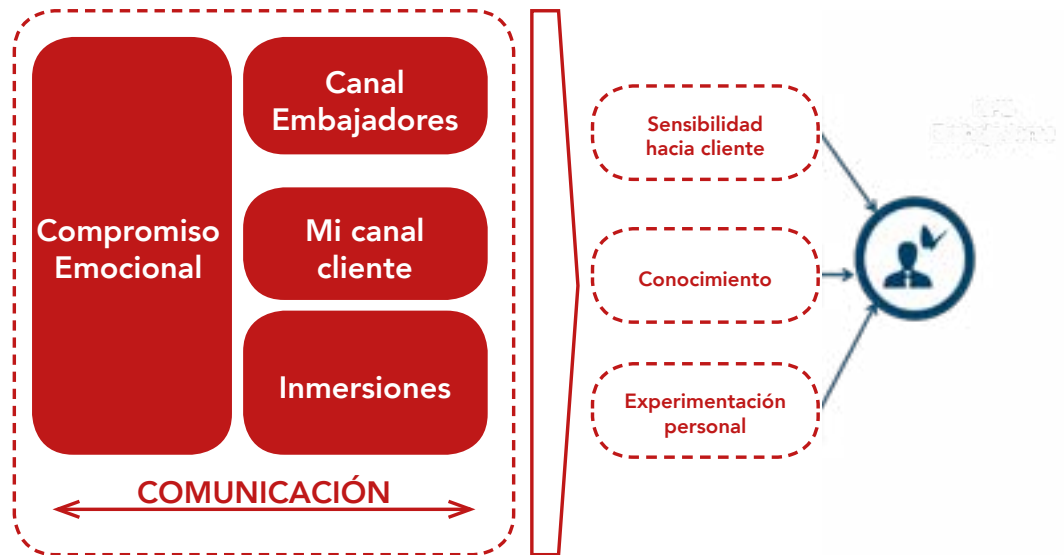 Compromiso
Emocional
Canal
Embajadores
Mi canal
cliente
Inmersiones
COMUNICACIÓN
Sensibilidad
hacia cliente
Conocimiento
Experimentación
personal